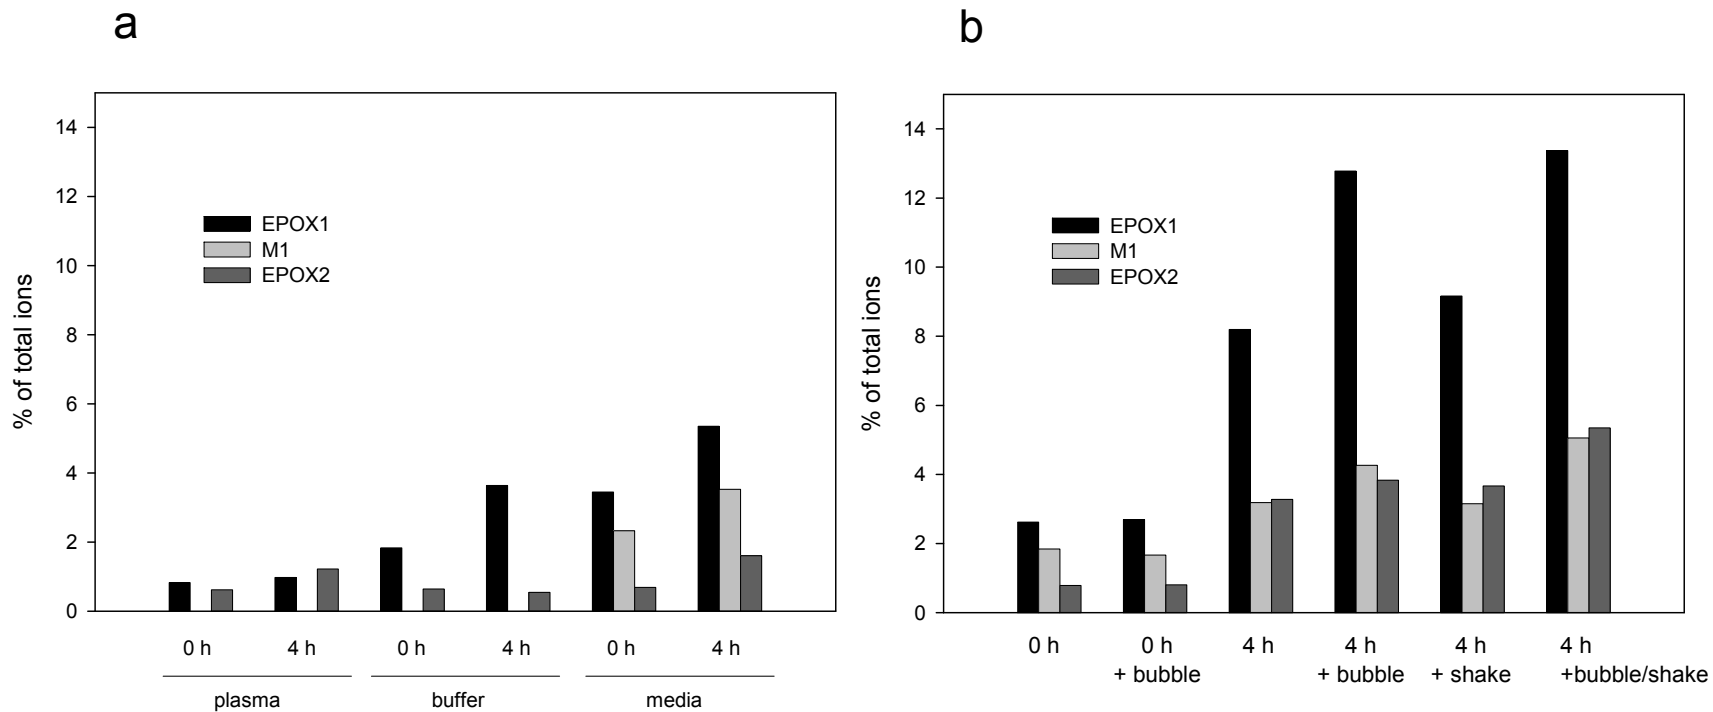 a
% of total ions
14
12
10
8
6
4
2
0
EPOX1
M1
EPOX2
0 h
4 h
0 h
4 h
0 h
4 h
plasma
buffer
media
b
% of total ions
14
12
10
8
6
4
2
0
EPOX1
M1
EPOX2
0 h
0 h
+ bubble
4 h
4 h
+ bubble
4 h
+ shake
4 h
+bubble/shake